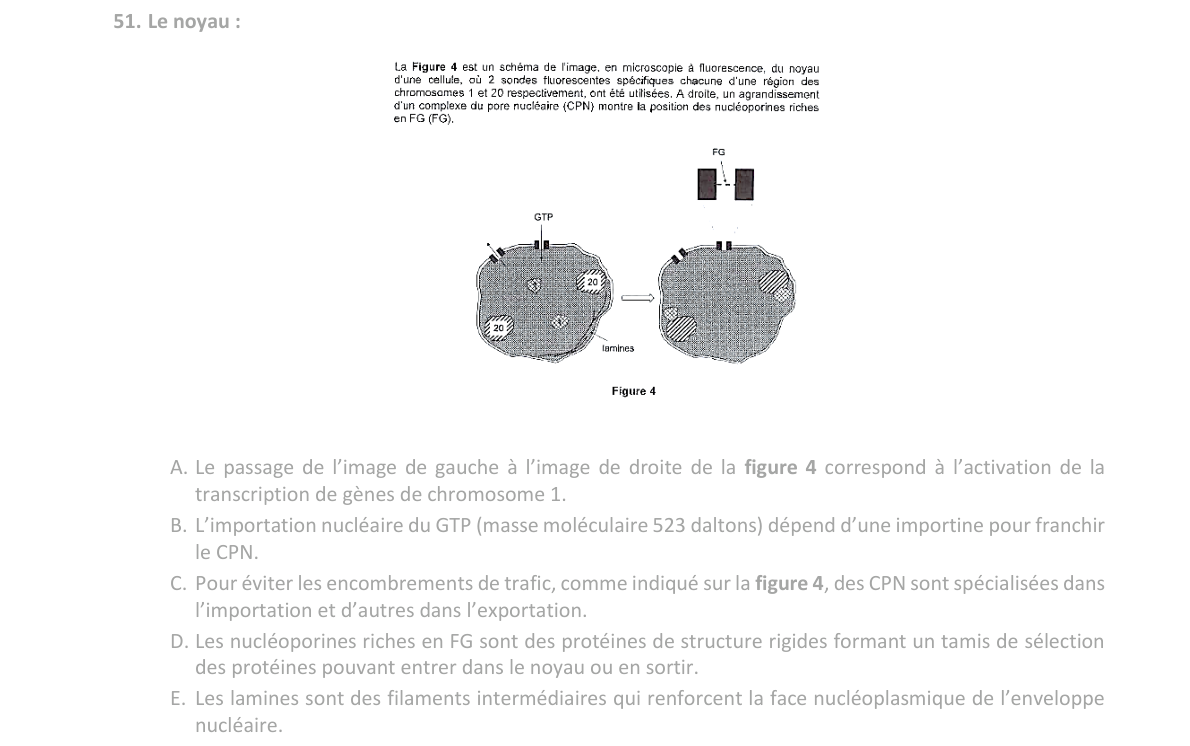 51. Le noyau :
La Figure 4 est un schéma de l'image, en microscopie à fluorescence, du noyau
d'une cellule, où 2 sondes fluorescentes spécifiques chacune d'une région des
chromosomes 1 et 20 respectivement, ont été utilisées. A droite, un agrandissement
d'un complexe du pore nucléaire (CPN) montre la position des nucléoporines riches
en FG (FG).
FG
GTP
20
20
lamines
Figure 4
A. Le passage de l’image de gauche à l’image de droite de la figure 4 correspond à l’activation de la
transcription de gènes de chromosome 1.
B. L’importation nucléaire du GTP (masse moléculaire 523 daltons) dépend d’une importine pour franchir
le CPN.
C. Pour éviter les encombrements de trafic, comme indiqué sur la figure 4, des CPN sont spécialisées dans
l’importation et d’autres dans l’exportation.
D. Les nucléoporines riches en FG sont des protéines de structure rigides formant un tamis de sélection
des protéines pouvant entrer dans le noyau ou en sortir.
E. Les lamines sont des filaments intermédiaires qui renforcent la face nucléoplasmique de l’enveloppe
nucléaire.